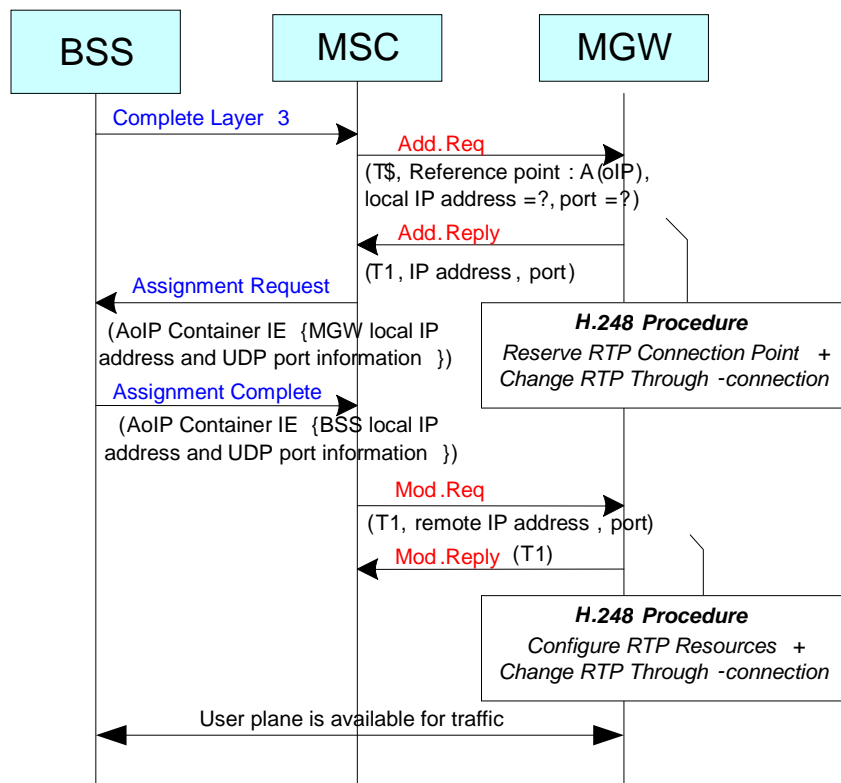 BSS
MSC
MGW
Complete Layer 3
Add.Req
(T$, Reference point : A(oIP),
local IP address =?, port =?)
Add.Reply
(T1, IP address, port)
Assignment Request
(AoIP Container IE {MGW local IP
address and UDP port information })
H.248 Procedure
Reserve RTP Connection Point +
Change RTP Through -connection
Assignment Complete
(AoIP Container IE {BSS local IP
address and UDP port information })
Mod.Req
(T1, remote IP address, port)
Mod.Reply (T1)
H.248 Procedure
Configure RTP Resources +
Change RTP Through -connection
User plane is available for traffic